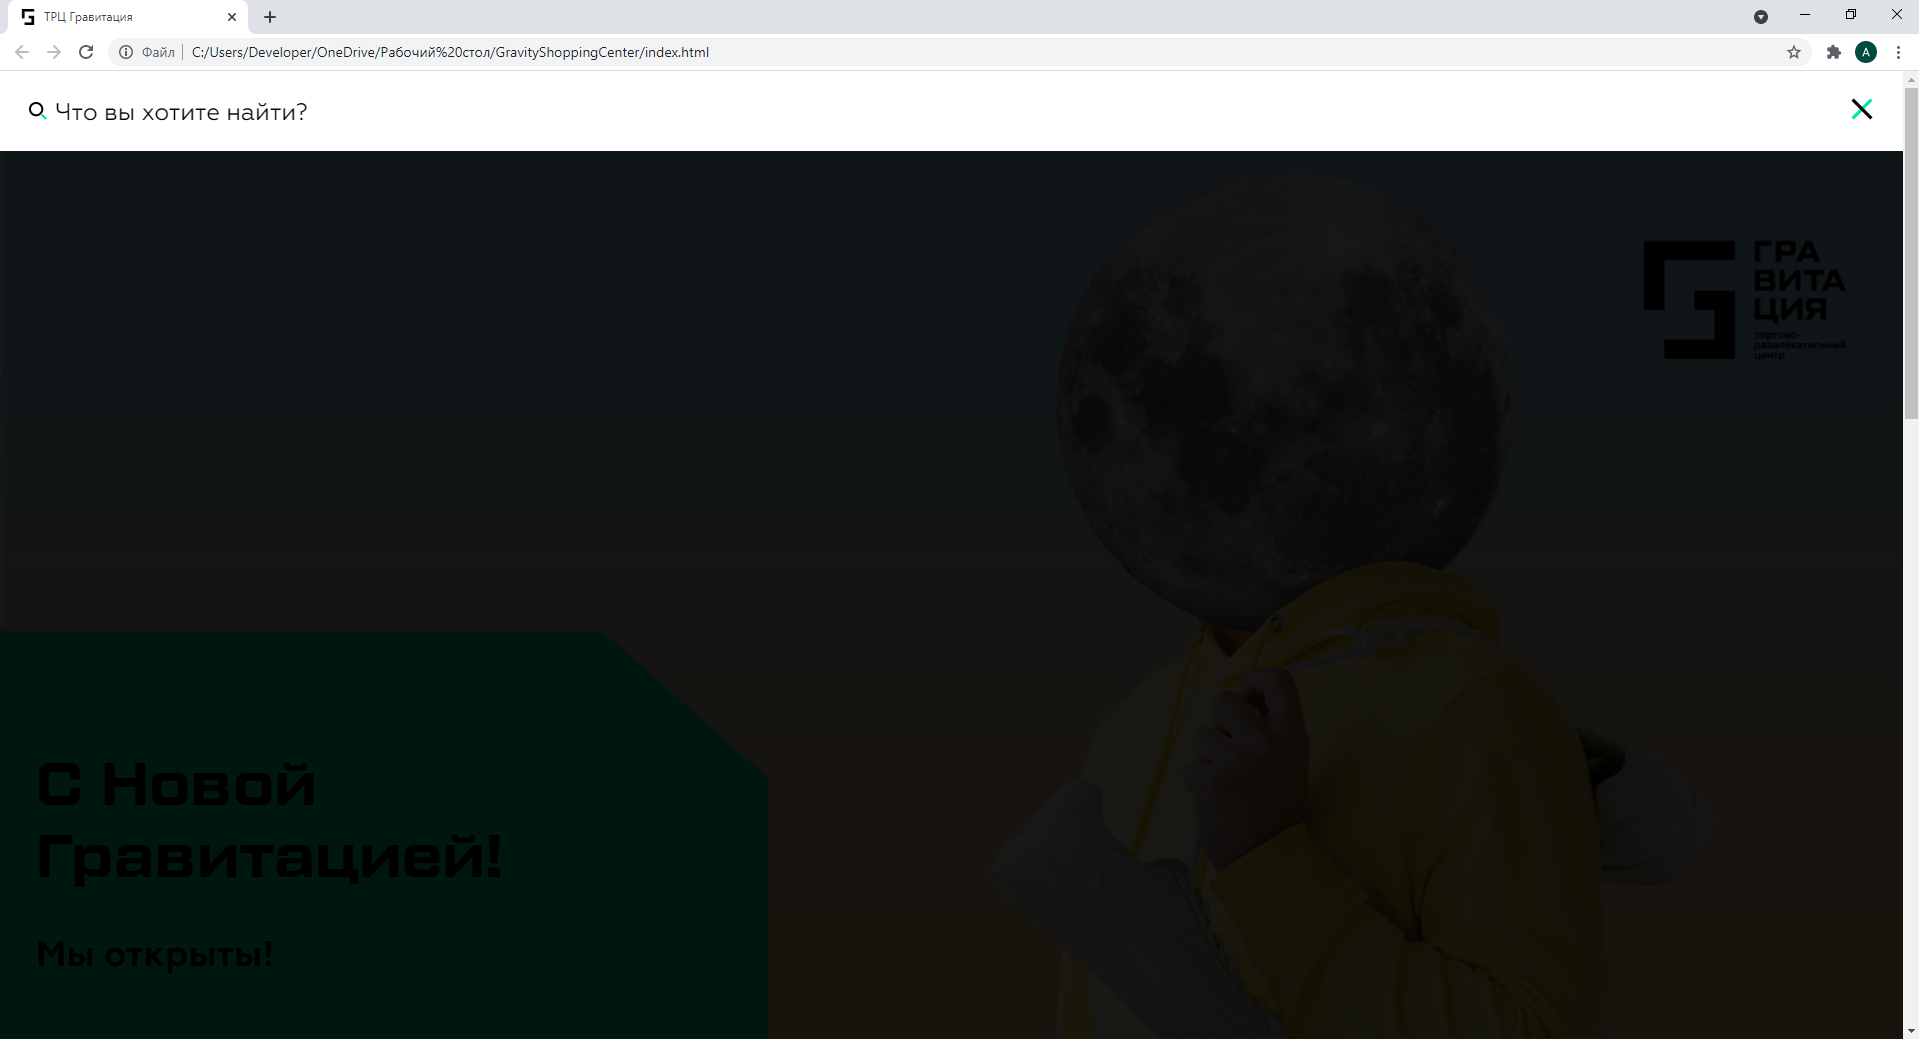 ТРЦ Гравитация
Файл
C:/Users/Developer/OneDrive/Рабочий%20стол/GravityShoppingCenter/index.html
A
Что вы хотите найти?
ГРА
ВИТА
ЦИЯ
торгово-
развлекательный
центр
С Новой
Гравитацией!
Мы открыты!